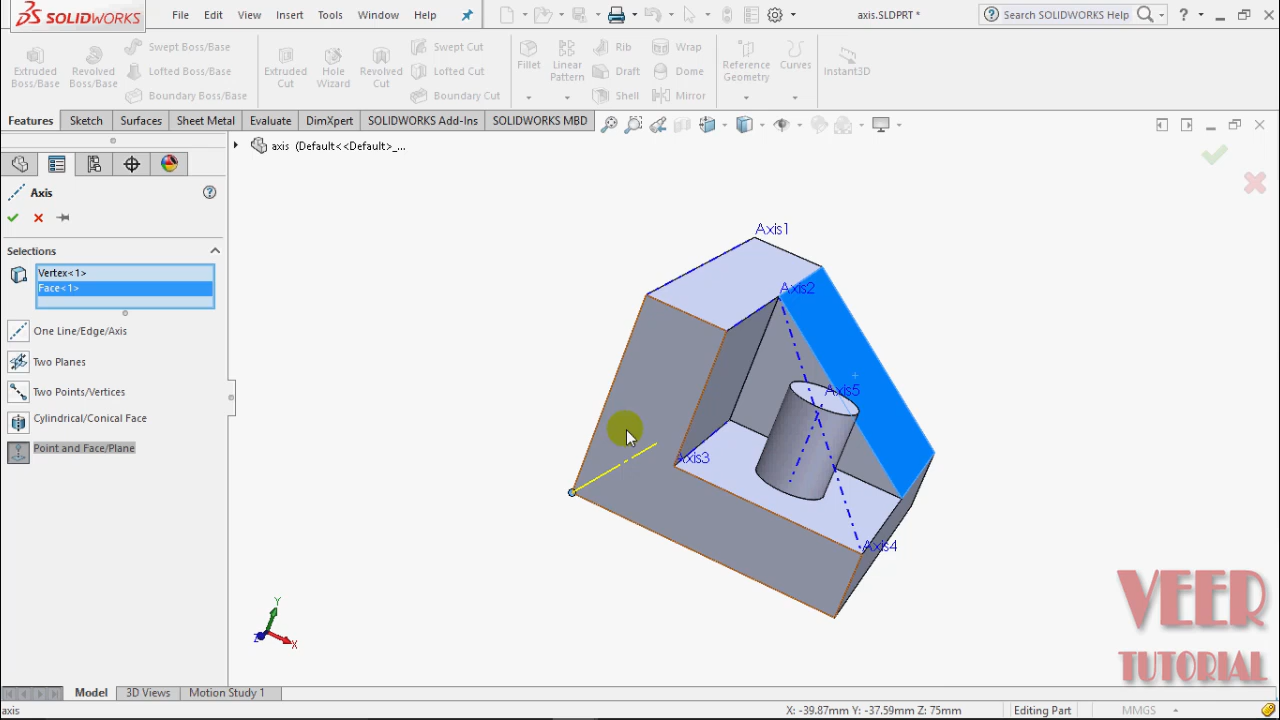 SOLIDWORKS File Edit View Insert Tools Window Help axis.SLDPRT * Search SOLIDWORKS Help ?
Extruded Boss/Base Revolved Boss/Base Swept Boss/Base Lofted Boss/Base Boundary Boss/Base
Extruded Cut Hole Wizard Revolved Cut Swept Cut Lofted Cut Boundary Cut
Fillet Linear Pattern Rib Draft Shell Wrap Dome Mirror
Reference Geometry Curves Instant3D
Features Sketch Surfaces Sheet Metal Evaluate DimXpert SOLIDWORKS Add-Ins SOLIDWORKS MBD
axis (Default<<Default>_...
Axis ?
Selections
Vertex<1>
Face<1>
One Line/Edge/Axis
Two Planes
Two Points/Vertices
Cylindrical/Conical Face
Point and Face/Plane
Axis1
Axis2
Axis5
Axis3
Axis4
Y
Z X
VEER
TUTORIAL
Model 3D Views Motion Study 1
axis X: -39.87mm Y: -37.59mm Z: 75mm Editing Part MMGS